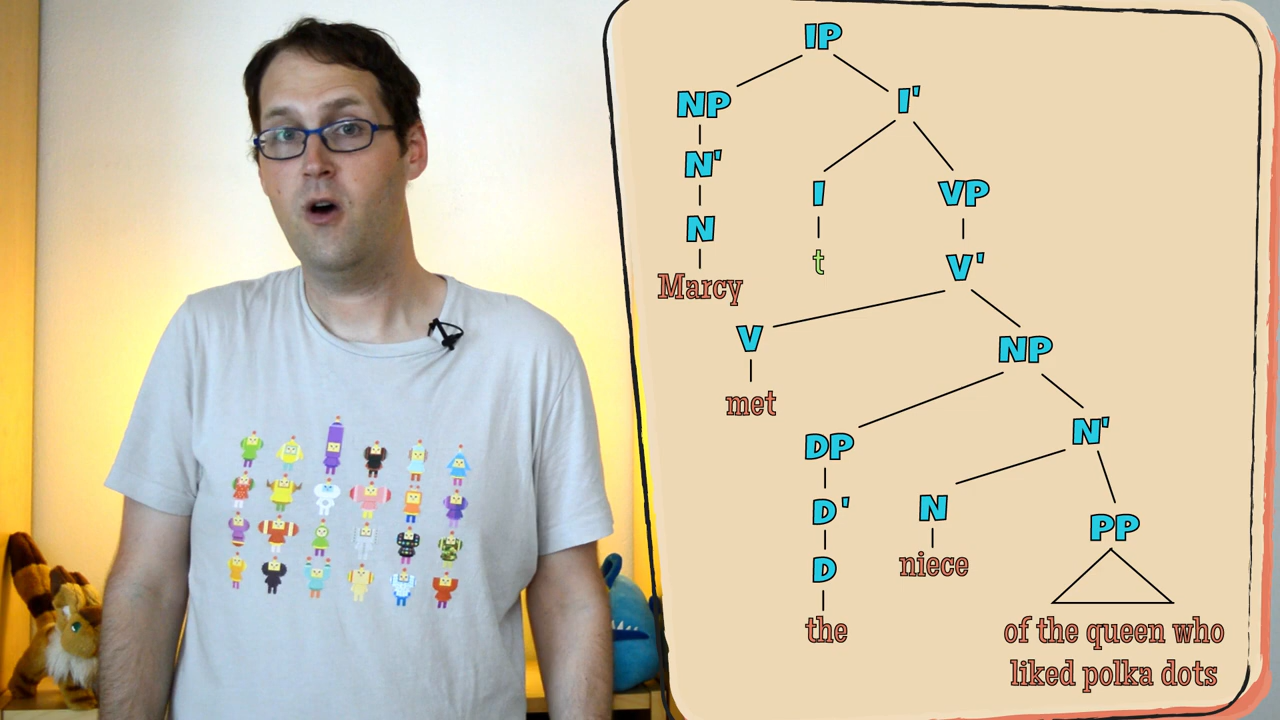 IP
NP I'
N' I VP
N t V'
Marcy
V NP
met
DP N'
D' N PP
D niece
the of the queen who
liked polka dots